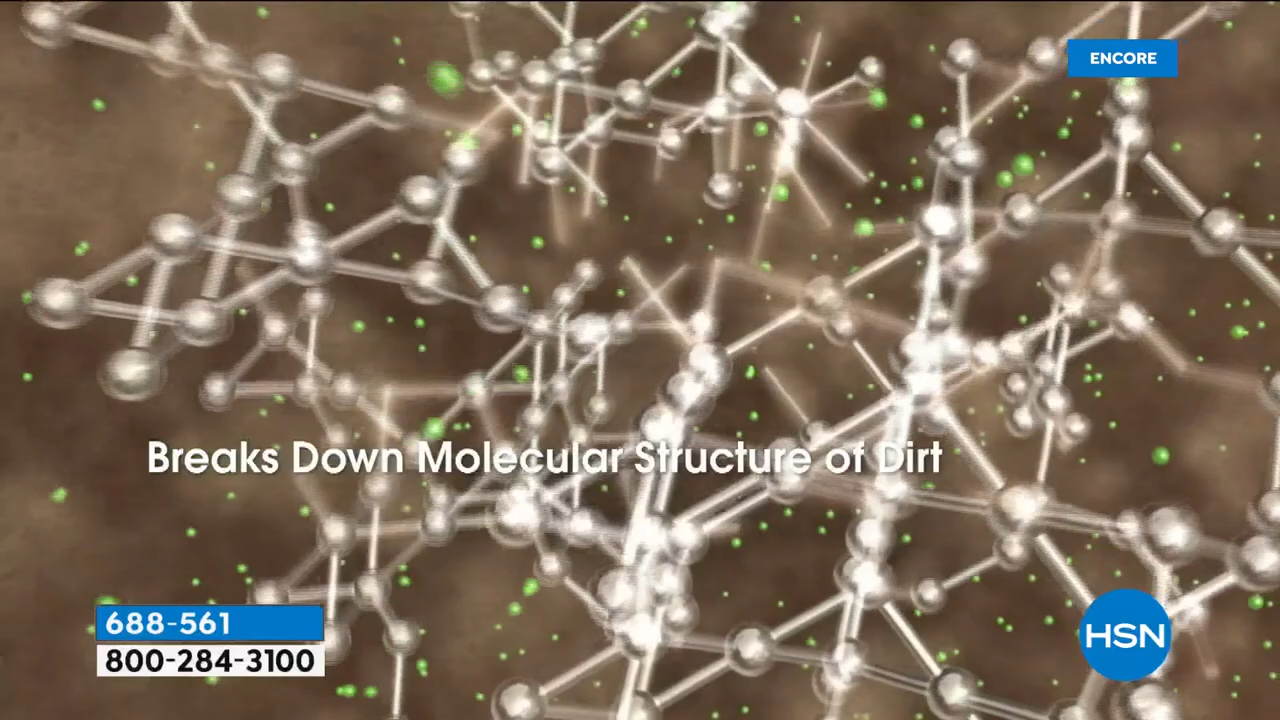 ENCORE
Breaks Down Molecular Structure of Dirt
688-561
800-284-3100
HSN